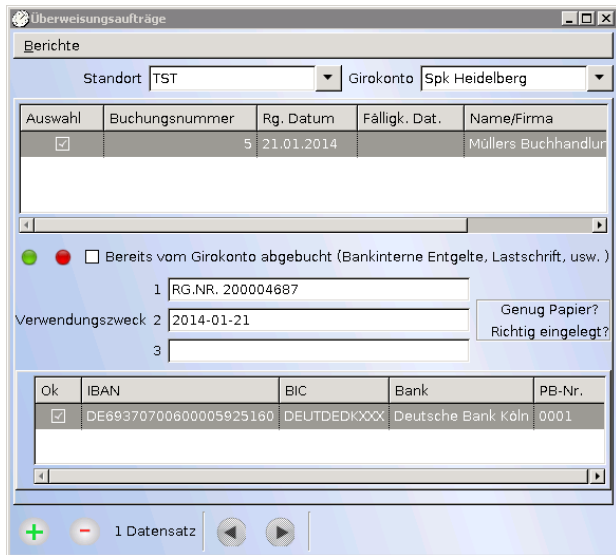 Überweisungsaufträge
Berichte
Standort TST Girokonto Spk Heidelberg
Auswahl Buchungsnummer Rg. Datum Fälligk. Dat. Name/Firma
5 21.01.2014 Müllers Buchhandlun
Bereits vom Girokonto abgebucht (Bankinterne Entgelte, Lastschrift, usw. )
1 RG.NR. 200004687
Verwendungszweck 2 2014-01-21
3
Genug Papier?
Richtig eingelegt?
Ok IBAN BIC Bank PB-Nr.
DE69370700600005925160 DEUTDEDKXXX Deutsche Bank Köln 0001
1 Datensatz